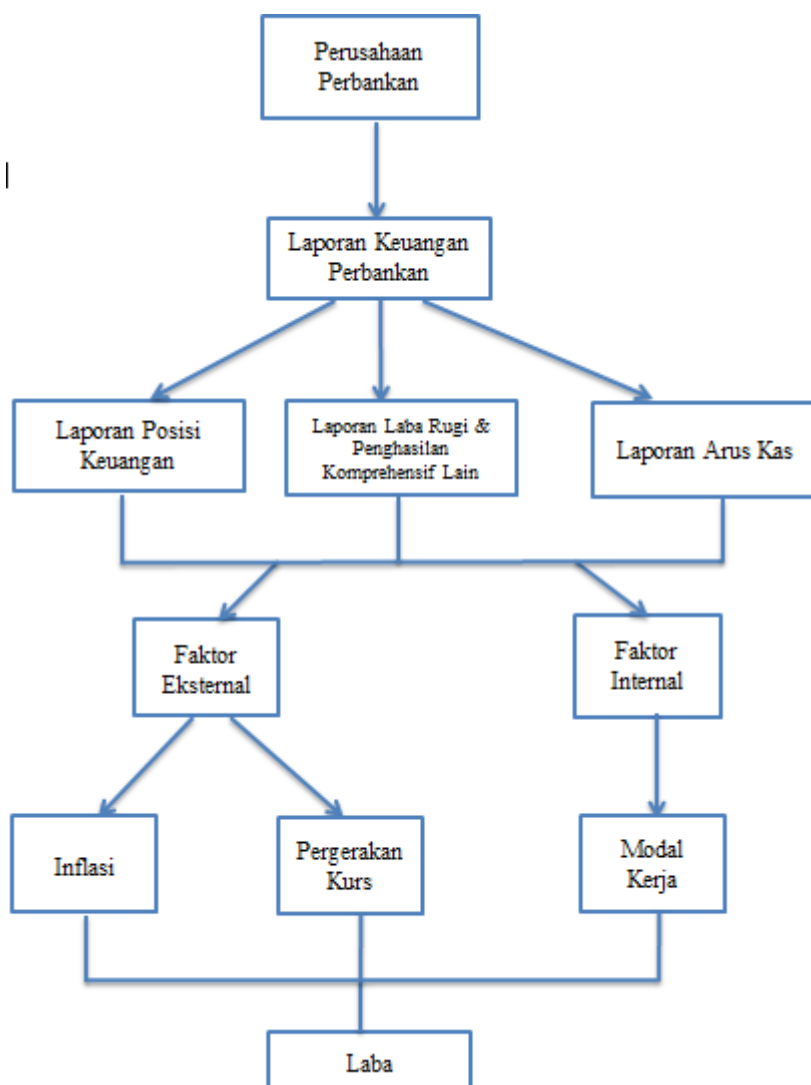 Perusahaan
Perbankan
Laporan Keuangan
Perbankan
Laporan Posisi
Keuangan
Laporan Laba Rugi &
Penghasilan
Komprehensif Lain
Laporan Arus Kas
Faktor
Eksternal
Faktor
Internal
Inflasi
Pergerakan
Kurs
Modal
Kerja
Laba